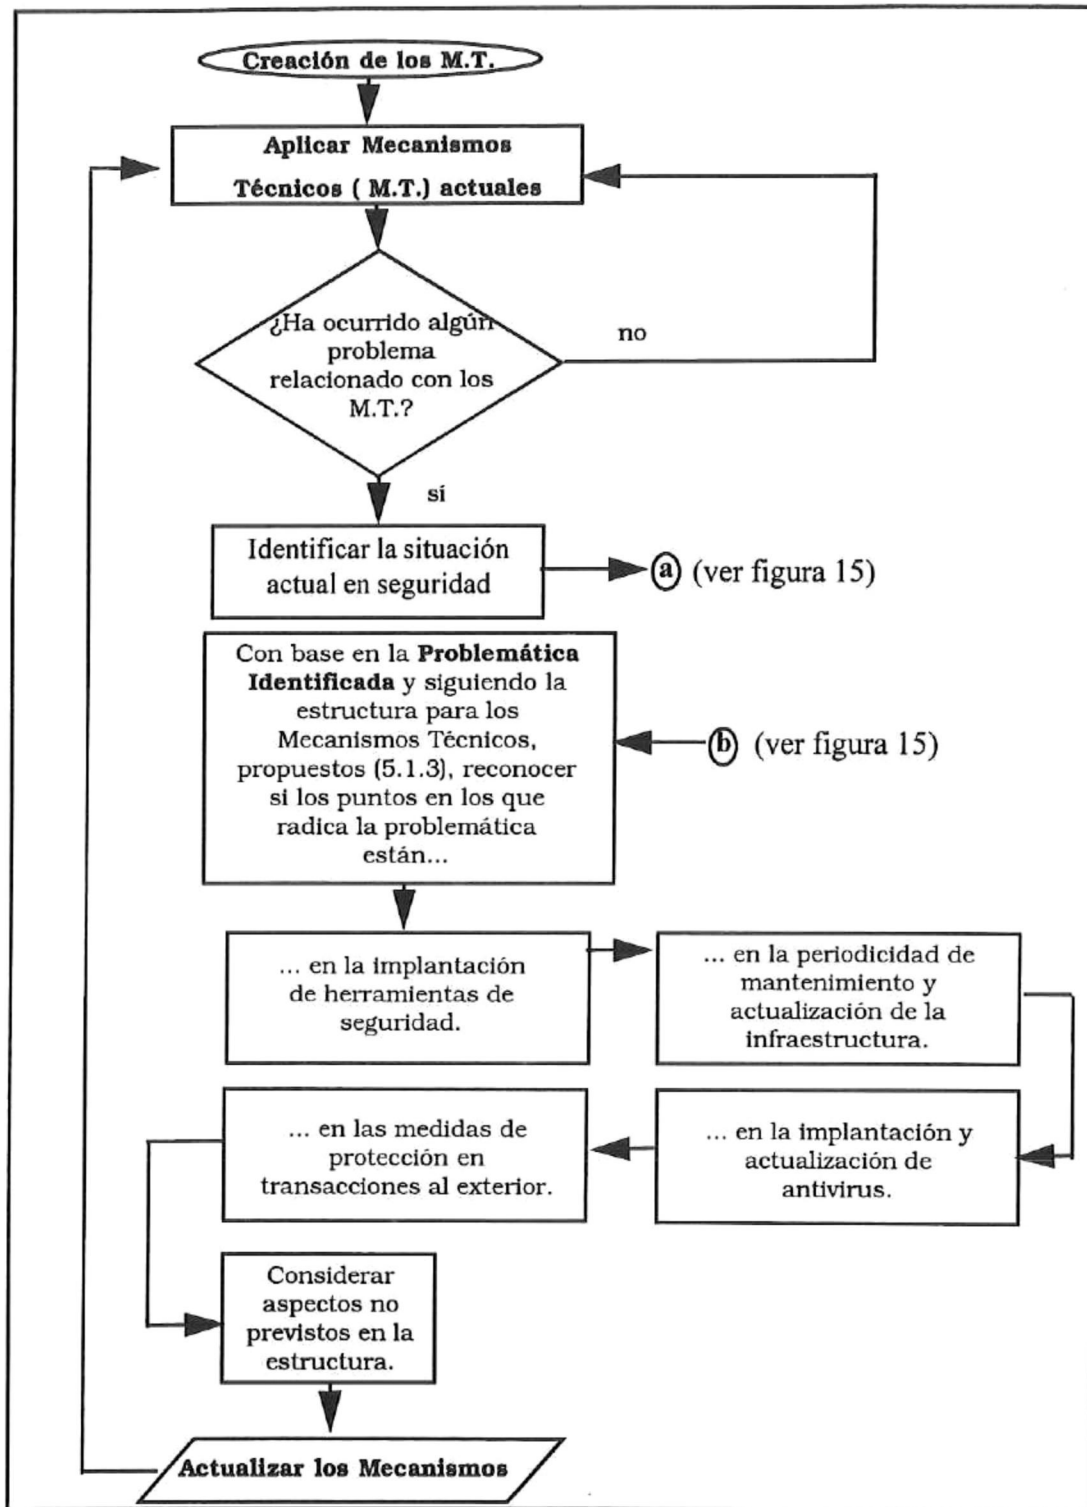 Creación de los M.T.
Aplicar Mecanismos
Técnicos ( M.T.) actuales
¿Ha ocurrido algún
problema
relacionado con los
M.T.?
no
sí
Identificar la situación
actual en seguridad
a (ver figura 15)
Con base en la Problemática
Identificada y siguiendo la
estructura para los
Mecanismos Técnicos,
propuestos (5.1.3), reconocer
si los puntos en los que
radica la problemática
están...
b (ver figura 15)
... en la implantación
de herramientas de
seguridad.
... en la periodicidad de
mantenimiento y
actualización de la
infraestructura.
... en la implantación y
actualización de
antivirus.
... en las medidas de
protección en
transacciones al exterior.
Considerar
aspectos no
previstos en la
estructura.
Actualizar los Mecanismos